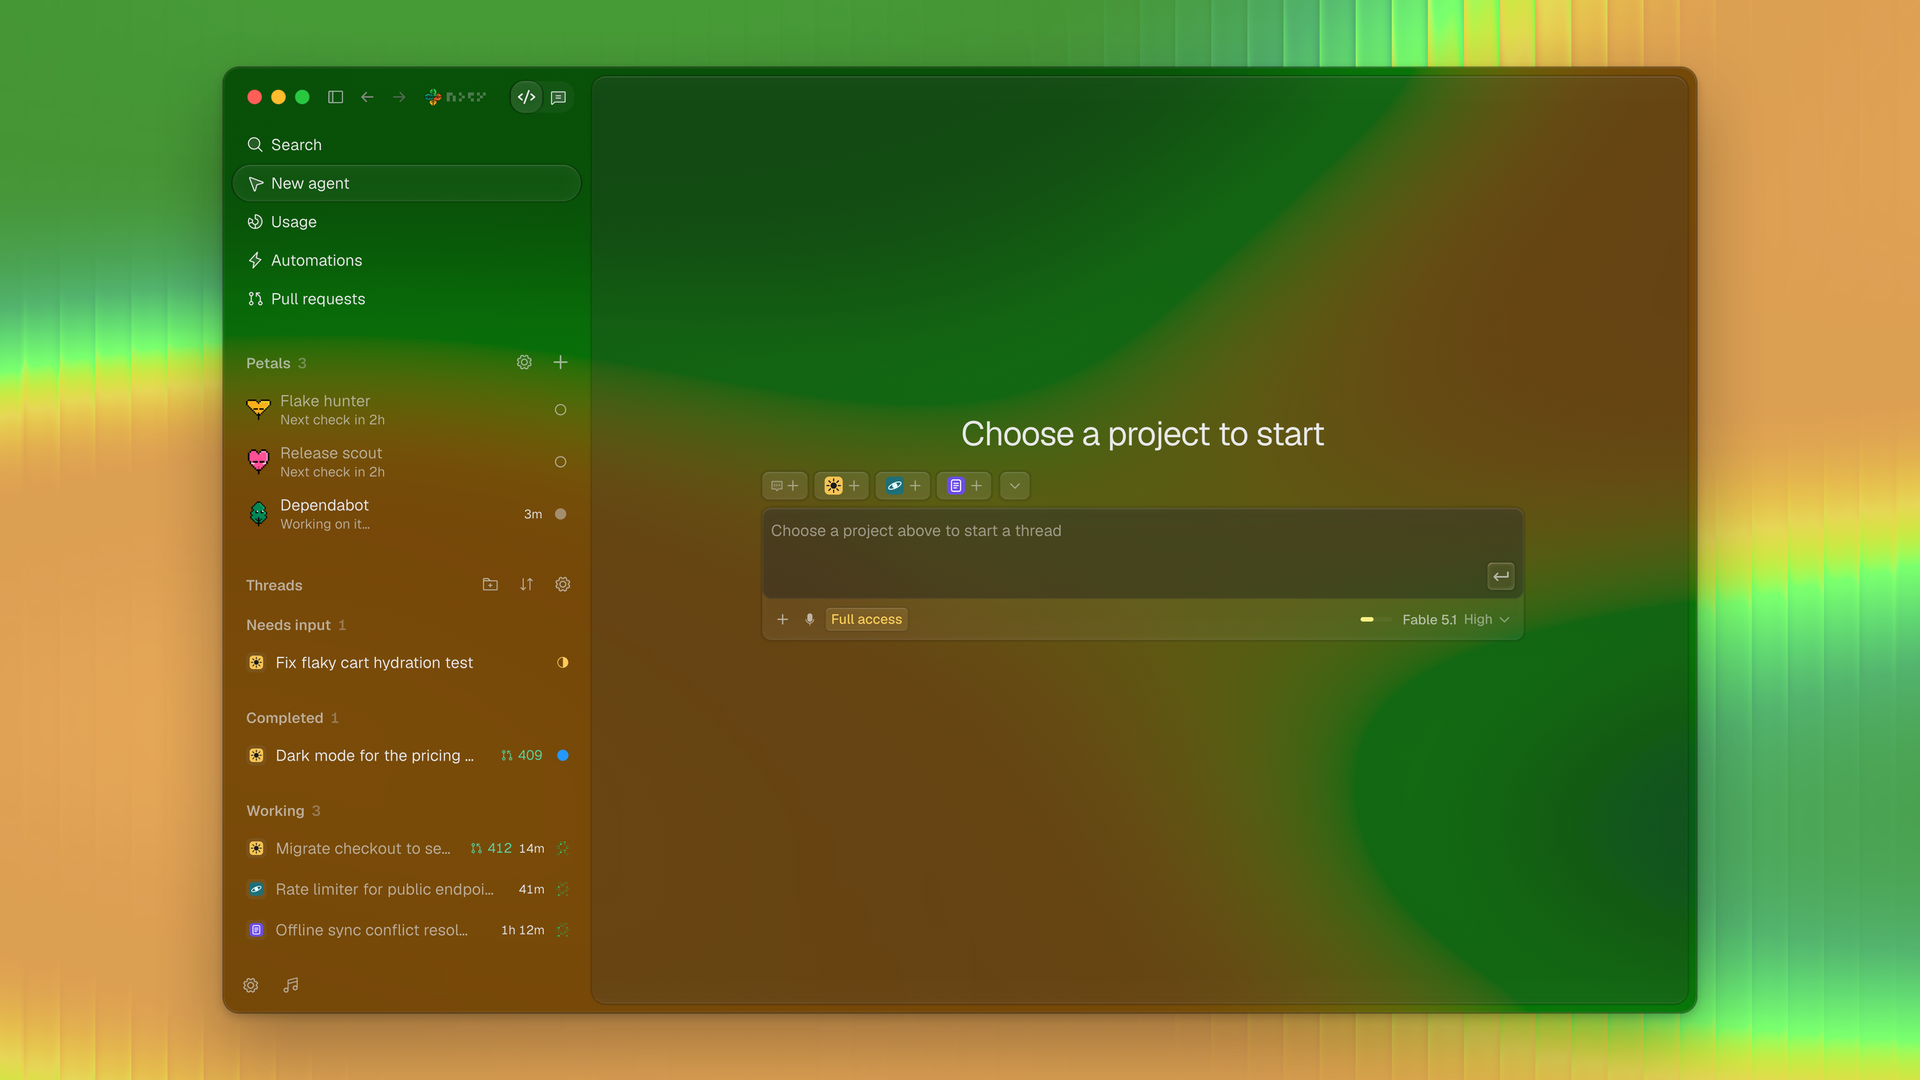 Search
New agent
Usage
Automations
Pull requests
Petals 3
Flake hunter
Next check in 2h
Release scout
Next check in 2h
Dependabot
Working on it...
3m
Threads
Needs input 1
Fix flaky cart hydration test
Completed 1
Dark mode for the pricing ...
409
Working 3
Migrate checkout to se...
412 14m
Rate limiter for public endpoi...
41m
Offline sync conflict resol...
1h 12m
Choose a project to start
Choose a project above to start a thread
Full access
Fable 5.1 High